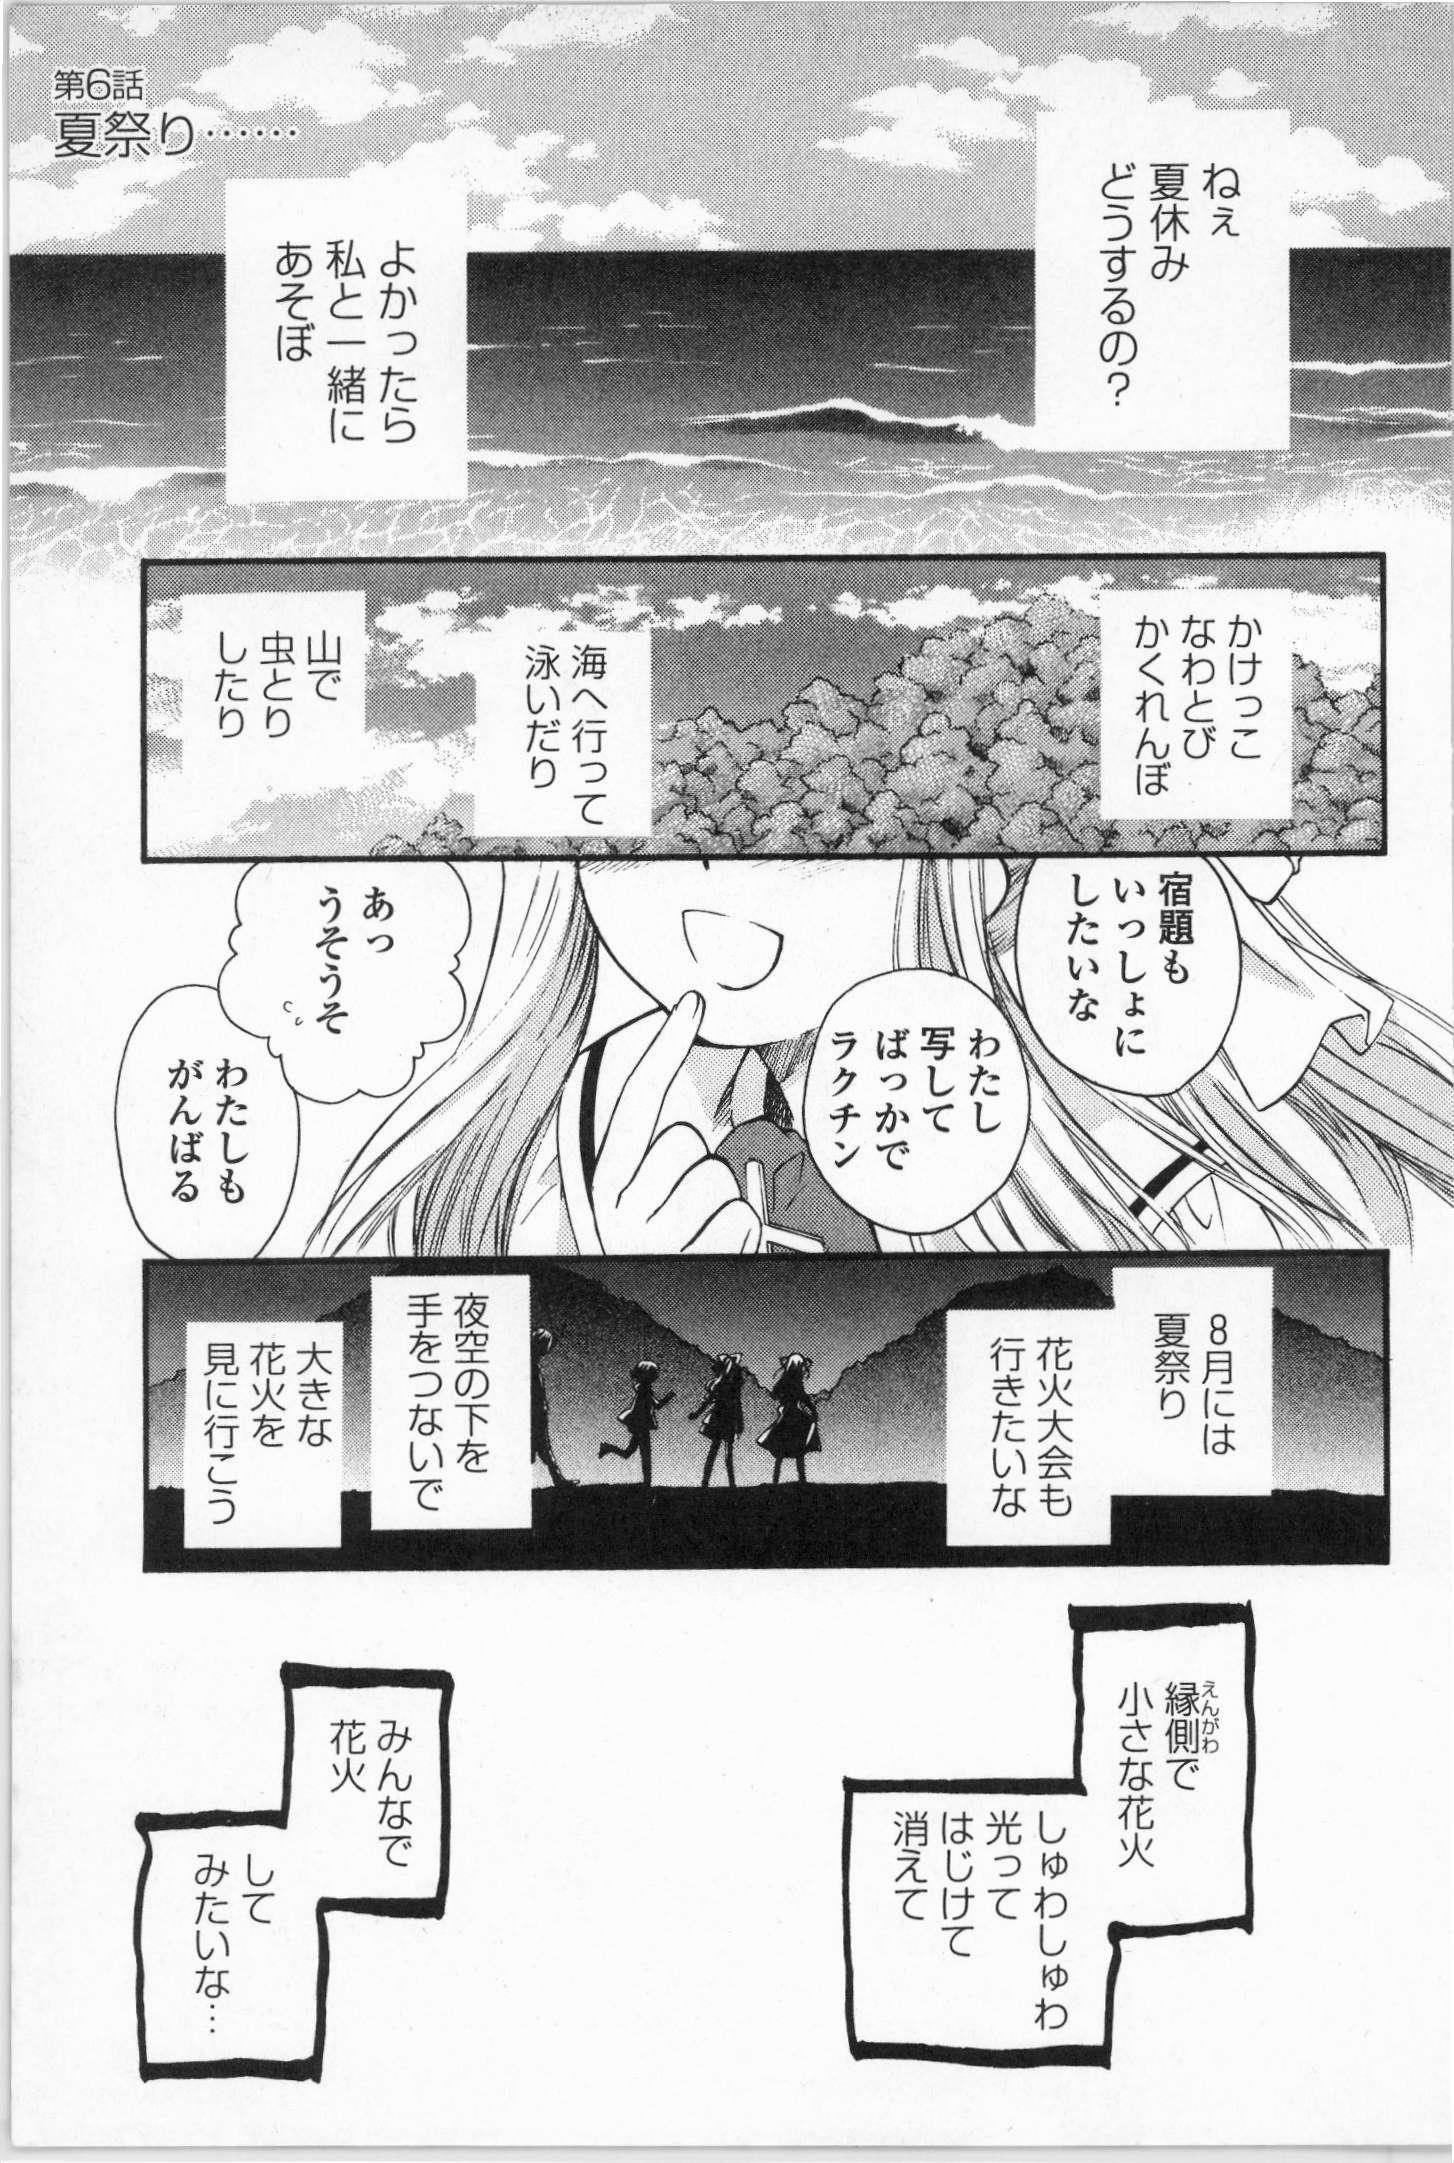 第6話
夏祭り……
ねぇ
夏休み
どうするの？
よかったら
私と一緒に
あそぼ
かけっこ
なわとび
かくれんぼ
海へ行って
泳いだり
山で
虫とり
したり
宿題も
いっしょに
したいな
わたし
写して
ばっかで
ラクチン
あっ
うそうそ
わたしも
がんばる
8月には
夏祭り
花火大会も
行きたいな
夜空の下を
手をつないで
大きな
花火を
見に行こう
縁側で
えんがわ
小さな花火
しゅわしゅわ
光って
はじけて
消えて
みんなで
花火
して
みたいな…